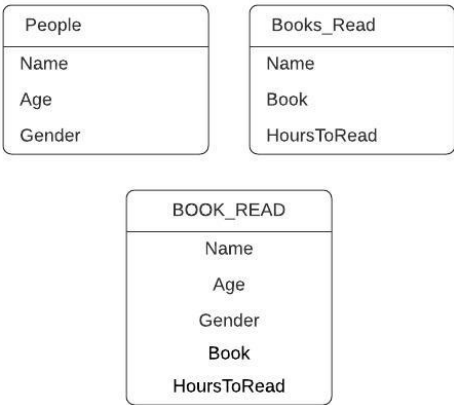 People
Name
Age
Gender
Books_Read
Name
Book
HoursToRead
BOOK_READ
Name
Age
Gender
Book
HoursToRead